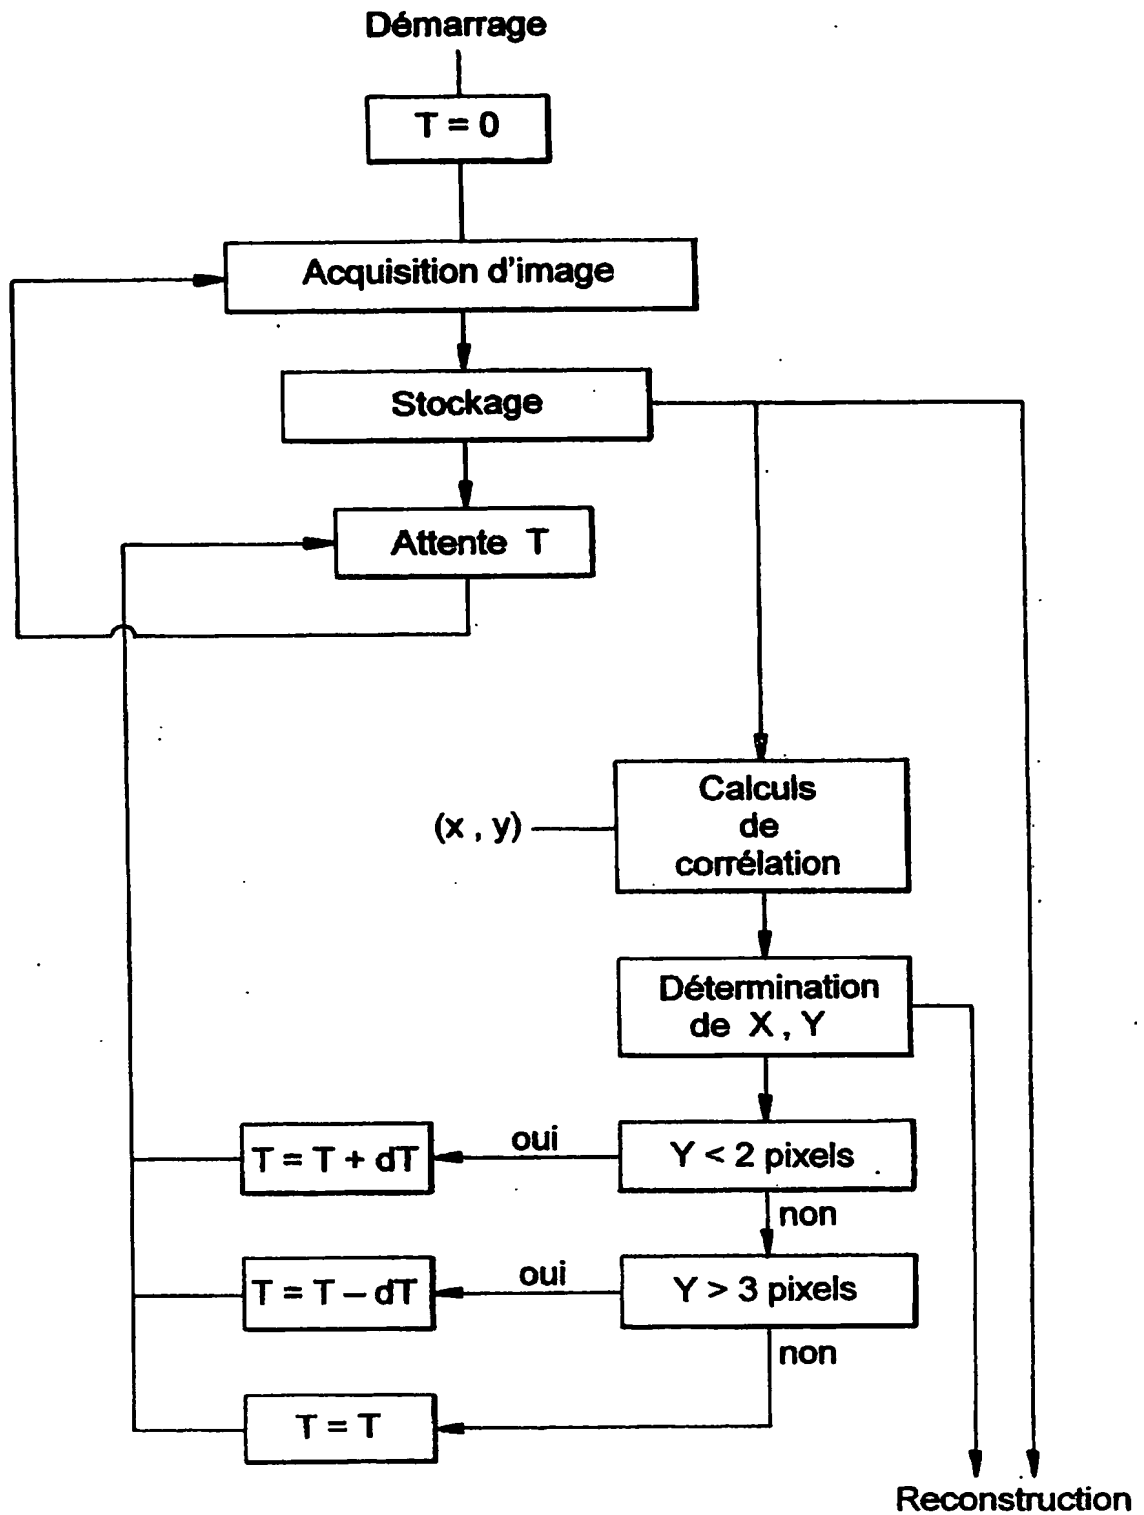 Démarrage
T = 0
Acquisition d'image
Stockage
Attente T
Calculs
de
corrélation
(x , y)
Détermination
de X , Y
Y < 2 pixels
oui
T = T + dT
non
Y > 3 pixels
oui
T = T – dT
non
T = T
Reconstruction